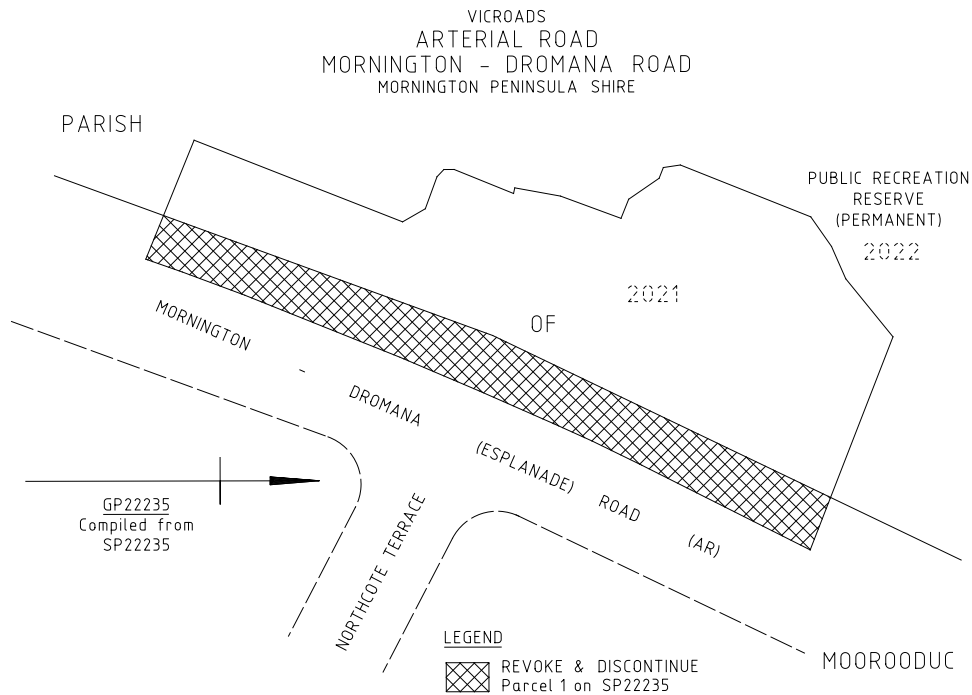 VICROADS
ARTERIAL ROAD
MORNINGTON - DROMANA ROAD
MORNINGTON PENINSULA SHIRE
PARISH
PUBLIC RECREATION
RESERVE
(PERMANENT)
2022
2021
OF
MORNINGTON
-
DROMANA
(ESPLANADE)
ROAD
(AR)
GP22235
Compiled from
SP22235
NORTHCOTE TERRACE
LEGEND
REVOKE & DISCONTINUE
Parcel 1 on SP22235
MOOROODUC